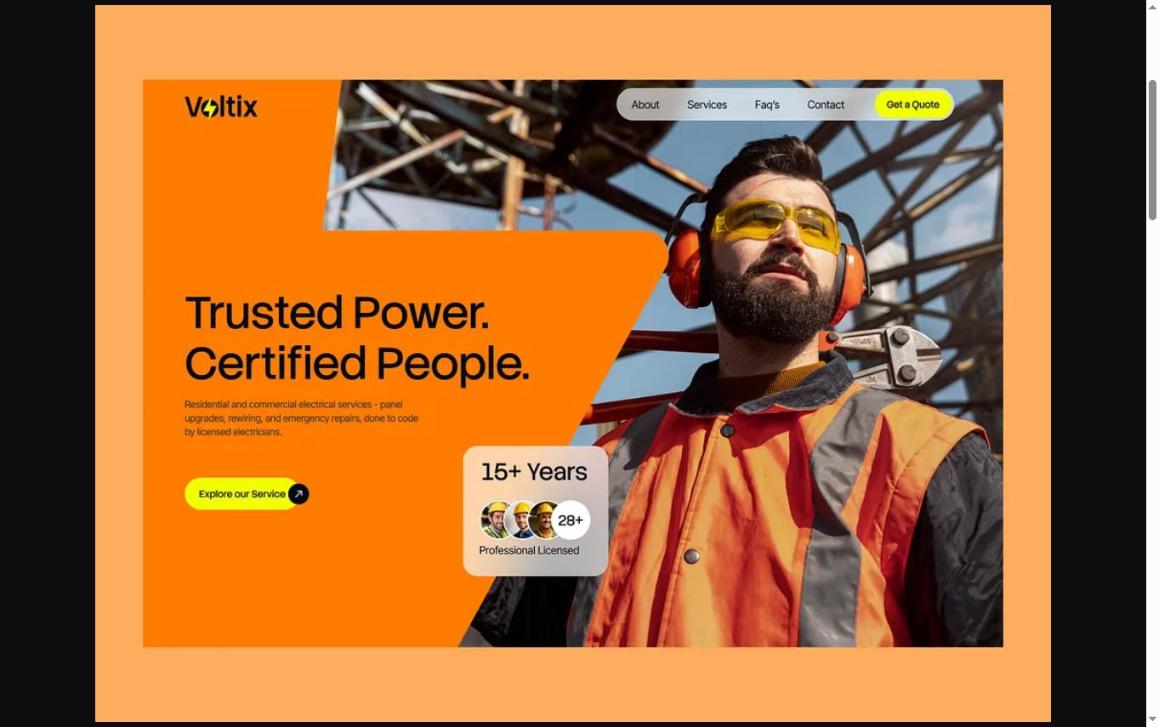 Voltix
About
Services
Faq's
Contact
Get a Quote
Trusted Power.
Certified People.
Residential and commercial electrical services - panel
upgrades, rewiring, and emergency repairs, done to code
by licensed electricians.
Explore our Service
15+ Years
28+
Professional Licensed